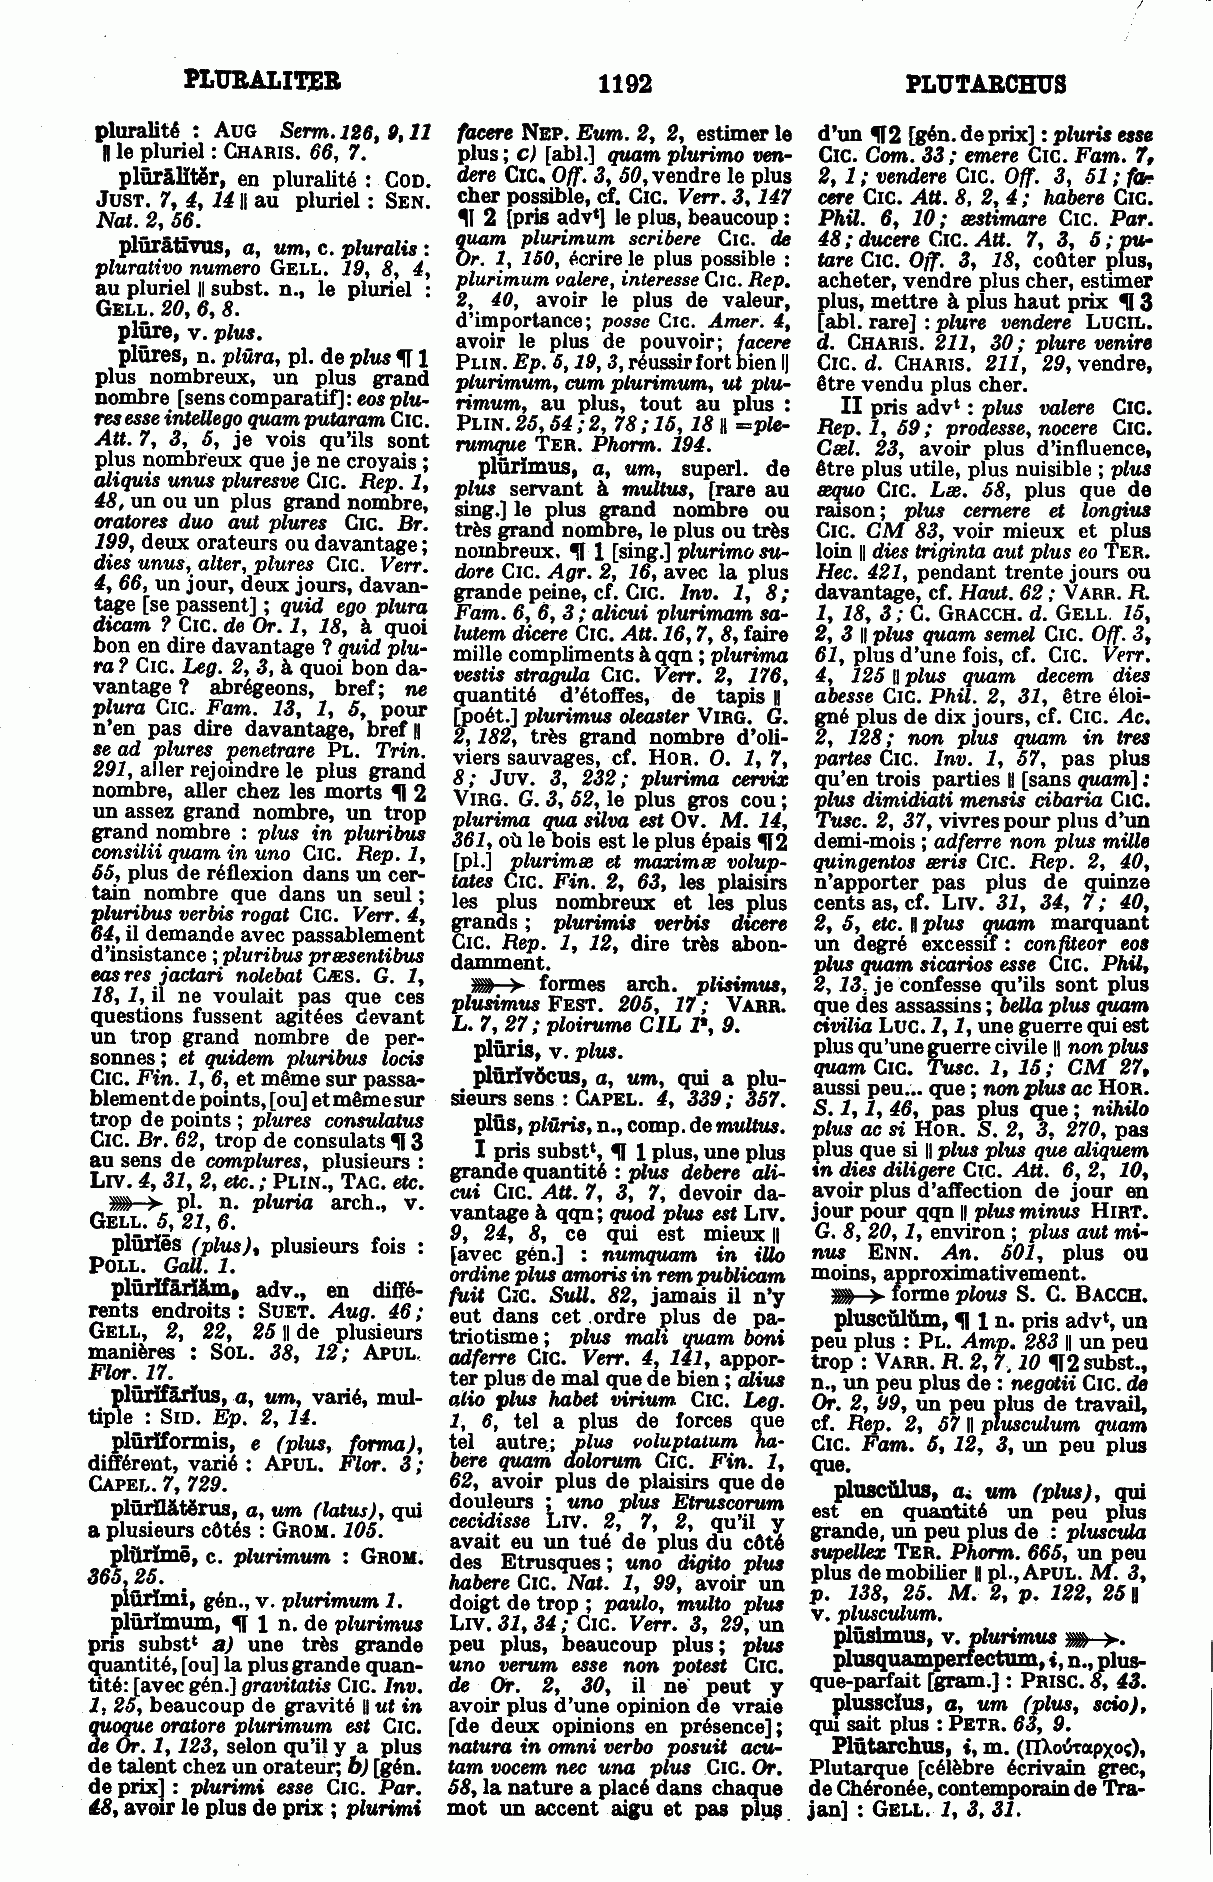 PLURALITER
1192
PLUTARCHUS
pluralité : AUG Serm. 126, 9, 11
|| le pluriel : CHARIS. 66, 7.
plūrālĭtĕr, en pluralité : COD.
JUST. 7, 4, 14 || au pluriel : SEN.
Nat. 2, 56.
plūrātīvus, a, um, c. pluralis :
plurativo numero GELL. 19, 8, 4,
au pluriel || subst. n., le pluriel :
GELL. 20, 6, 8.
plūre, v. plus.
plūres, n. plūra, pl. de plus ¶ 1
plus nombreux, un plus grand
nombre [sens comparatif] : eos plu-
res esse intellego quam putaram CIC.
Att. 7, 3, 5, je vois qu'ils sont
plus nombreux que je ne croyais ;
aliquis unus pluresve CIC. Rep. 1,
48, un ou un plus grand nombre,
oratores duo aut plures CIC. Br.
199, deux orateurs ou davantage ;
dies unus, alter, plures CIC. Verr.
4, 66, un jour, deux jours, davan-
tage [se passent] ; quid ego plura
dicam ? CIC. de Or. 1, 18, à quoi
bon en dire davantage ? quid plu-
ra ? CIC. Leg. 2, 3, à quoi bon da-
vantage ? abrégeons, bref ; ne
plura CIC. Fam. 13, 1, 5, pour
n'en pas dire davantage, bref ||
se ad plures penetrare PL. Trin.
291, aller rejoindre le plus grand
nombre, aller chez les morts ¶ 2
un assez grand nombre, un trop
grand nombre : plus in pluribus
consilii quam in uno CIC. Rep. 1,
55, plus de réflexion dans un cer-
tain nombre que dans un seul ;
pluribus verbis rogat CIC. Verr. 4,
64, il demande avec passablement
d'insistance ; pluribus præsentibus
eas res jactari nolebat CÆS. G. 1,
18, 1, il ne voulait pas que ces
questions fussent agitées devant
un trop grand nombre de per-
sonnes ; et quidem pluribus locis
CIC. Fin. 1, 6, et même sur passa-
blement de points, [ou] et même sur
trop de points ; plures consulatus
CIC. Br. 62, trop de consulats ¶ 3
au sens de complures, plusieurs :
LIV. 4, 31, 2, etc. ; PLIN., TAC. etc.
⟫→ pl. n. pluria arch., v.
GELL. 5, 21, 6.
plūrĭēs (plus), plusieurs fois :
POLL. Gall. 1.
plūrĭfārĭăm, adv., en diffé-
rents endroits : SUET. Aug. 46 ;
GELL, 2, 22, 25 || de plusieurs
manières : SOL. 38, 12 ; APUL.
Flor. 17.
plūrĭfārĭus, a, um, varié, mul-
tiple : SID. Ep. 2, 14.
plūrĭformis, e (plus, forma),
différent, varié : APUL. Flor. 3 ;
CAPEL. 7, 729.
plūrĭlătĕrus, a, um (latus), qui
a plusieurs côtés : GROM. 105.
plūrĭmē, c. plurimum : GROM.
365, 25.
plūrĭmi, gén., v. plurimum 1.
plūrĭmum, ¶ 1 n. de plurimus
pris substᵗ a) une très grande
quantité, [ou] la plus grande quan-
tité : [avec gén.] gravitatis CIC. Inv.
1, 25, beaucoup de gravité || ut in
quoque oratore plurimum est CIC.
de Or. 1, 123, selon qu'il y a plus
de talent chez un orateur; b) [gén.
de prix] : plurimi esse CIC. Par.
48, avoir le plus de prix ; plurimi
facere NEP. Eum. 2, 2, estimer le
plus ; c) [abl.] quam plurimo ven-
dere CIC. Off. 3, 50, vendre le plus
cher possible, cf. CIC. Verr. 3, 147
¶ 2 [pris advᵗ] le plus, beaucoup :
quam plurimum scribere CIC. de
Or. 1, 150, écrire le plus possible :
plurimum valere, interesse CIC. Rep.
2, 40, avoir le plus de valeur,
d'importance ; posse CIC. Amer. 4,
avoir le plus de pouvoir ; facere
PLIN. Ep. 5, 19, 3, réussir fort bien ||
plurimum, cum plurimum, ut plu-
rimum, au plus, tout au plus :
PLIN. 25, 54 ; 2, 78 ; 15, 18 || =ple-
rumque TER. Phorm. 194.
plūrĭmus, a, um, superl. de
plus servant à multus, [rare au
sing.] le plus grand nombre ou
très grand nombre, le plus ou très
nombreux. ¶ 1 [sing.] plurimo su-
dore CIC. Agr. 2, 16, avec la plus
grande peine, cf. CIC. Inv. 1, 8 ;
Fam. 6, 6, 3 ; alicui plurimam sa-
lutem dicere CIC. Att. 16, 7, 8, faire
mille compliments à qqn ; plurima
vestis stragula CIC. Verr. 2, 176,
quantité d'étoffes, de tapis ||
[poét.] plurimus oleaster VIRG. G.
2, 182, très grand nombre d'oli-
viers sauvages, cf. HOR. O. 1, 7,
8 ; JUV. 3, 232 ; plurima cervix
VIRG. G. 3, 52, le plus gros cou ;
plurima qua silva est OV. M. 14,
361, où le bois est le plus épais ¶ 2
[pl.] plurimæ et maximæ volup-
tates CIC. Fin. 2, 63, les plaisirs
les plus nombreux et les plus
grands ; plurimis verbis dicere
CIC. Rep. 1, 12, dire très abon-
damment.
⟫→ formes arch. plisimus,
plusimus FEST. 205, 17 ; VARR.
L. 7, 27 ; ploirume CIL I², 9.
plūris, v. plus.
plūrĭvŏcus, a, um, qui a plu-
sieurs sens : CAPEL. 4, 339 ; 357.
plūs, plūris, n., comp. de multus.
I pris substᵗ, ¶ 1 plus, une plus
grande quantité : plus debere ali-
cui CIC. Att. 7, 3, 7, devoir da-
vantage à qqn ; quod plus est LIV.
9, 24, 8, ce qui est mieux ||
[avec gén.] : numquam in illo
ordine plus amoris in rem publicam
fuit CIC. Sull. 82, jamais il n'y
eut dans cet ordre plus de pa-
triotisme ; plus mali quam boni
adferre CIC. Verr. 4, 141, appor-
ter plus de mal que de bien ; alius
alio plus habet virium CIC. Leg.
1, 6, tel a plus de forces que
tel autre ; plus voluptatum ha-
bere quam dolorum CIC. Fin. 1,
62, avoir plus de plaisirs que de
douleurs ; uno plus Etruscorum
cecidisse LIV. 2, 7, 2, qu'il y
avait eu un tué de plus du côté
des Etrusques ; uno digito plus
habere CIC. Nat. 1, 99, avoir un
doigt de trop ; paulo, multo plus
LIV. 31, 34 ; CIC. Verr. 3, 29, un
peu plus, beaucoup plus ; plus
uno verum esse non potest CIC.
de Or. 2, 30, il ne peut y
avoir plus d'une opinion de vraie
[de deux opinions en présence] ;
natura in omni verbo posuit acu-
tam vocem nec una plus CIC. Or.
58, la nature a placé dans chaque
mot un accent aigu et pas plus
d'un ¶ 2 [gén. de prix] : pluris esse
CIC. Com. 33 ; emere CIC. Fam. 7,
2, 1 ; vendere CIC. Off. 3, 51 ; fa-
cere CIC. Att. 8, 2, 4 ; habere CIC.
Phil. 6, 10 ; æstimare CIC. Par.
48 ; ducere CIC. Att. 7, 3, 5 ; pu-
tare CIC. Off. 3, 18, coûter plus,
acheter, vendre plus cher, estimer
plus, mettre à plus haut prix ¶ 3
[abl. rare] : plure vendere LUCIL.
d. CHARIS. 211, 30 ; plure venire
CIC. d. CHARIS. 211, 29, vendre,
être vendu plus cher.
II pris advᵗ : plus valere CIC.
Rep. 1, 59 ; prodesse, nocere CIC.
Cæl. 23, avoir plus d'influence,
être plus utile, plus nuisible ; plus
æquo CIC. Læ. 58, plus que de
raison ; plus cernere et longius
CIC. CM 83, voir mieux et plus
loin || dies triginta aut plus eo TER.
Hec. 421, pendant trente jours ou
davantage, cf. Haut. 62 ; VARR. R.
1, 18, 3 ; C. GRACCH. d. GELL. 15,
2, 3 || plus quam semel CIC. Off. 3,
61, plus d'une fois, cf. CIC. Verr.
4, 125 || plus quam decem dies
abesse CIC. Phil. 2, 31, être éloi-
gné plus de dix jours, cf. CIC. Ac.
2, 128 ; non plus quam in tres
partes CIC. Inv. 1, 57, pas plus
qu'en trois parties || [sans quam] :
plus dimidiati mensis cibaria CIC.
Tusc. 2, 37, vivres pour plus d'un
demi-mois ; adferre non plus mille
quingentos æris CIC. Rep. 2, 40,
n'apporter pas plus de quinze
cents as, cf. LIV. 31, 34, 7 ; 40,
2, 5, etc. || plus quam marquant
un degré excessif : confiteor eos
plus quam sicarios esse CIC. Phil,
2, 13, je confesse qu'ils sont plus
que des assassins ; bella plus quam
civilia LUC. 1, 1, une guerre qui est
plus qu'une guerre civile || non plus
quam CIC. Tusc. 1, 15 ; CM 27,
aussi peu... que ; non plus ac HOR.
S. 1, 1, 46, pas plus que ; nihilo
plus ac si HOR. S. 2, 3, 270, pas
plus que si || plus plus que aliquem
in dies diligere CIC. Att. 6, 2, 10,
avoir plus d'affection de jour en
jour pour qqn || plus minus HIRT.
G. 8, 20, 1, environ ; plus aut mi-
nus ENN. An. 501, plus ou
moins, approximativement.
⟫→ forme plous S. C. BACCH.
pluscŭlŭm, ¶ 1 n. pris advᵗ, un
peu plus : PL. Amp. 283 || un peu
trop : VARR. R. 2, 7, 10 ¶ 2 subst.,
n., un peu plus de : negotii CIC. de
Or. 2, 99, un peu plus de travail,
cf. Rep. 2, 57 || plusculum quam
CIC. Fam. 5, 12, 3, un peu plus
que.
pluscŭlus, a, um (plus), qui
est en quantité un peu plus
grande, un peu plus de : pluscula
supellex TER. Phorm. 665, un peu
plus de mobilier || pl., APUL. M. 3,
p. 138, 25. M. 2, p. 122, 25 ||
v. plusculum.
plūsimus, v. plurimus ⟫→.
plusquamperfectum, i, n., plus-
que-parfait [gram.] : PRISC. 8, 43.
plusscĭus, a, um (plus, scio),
qui sait plus : PETR. 63, 9.
Plūtarchus, i, m. (Πλούταρχος),
Plutarque [célèbre écrivain grec,
de Chéronée, contemporain de Tra-
jan] : GELL. 1, 3, 31.